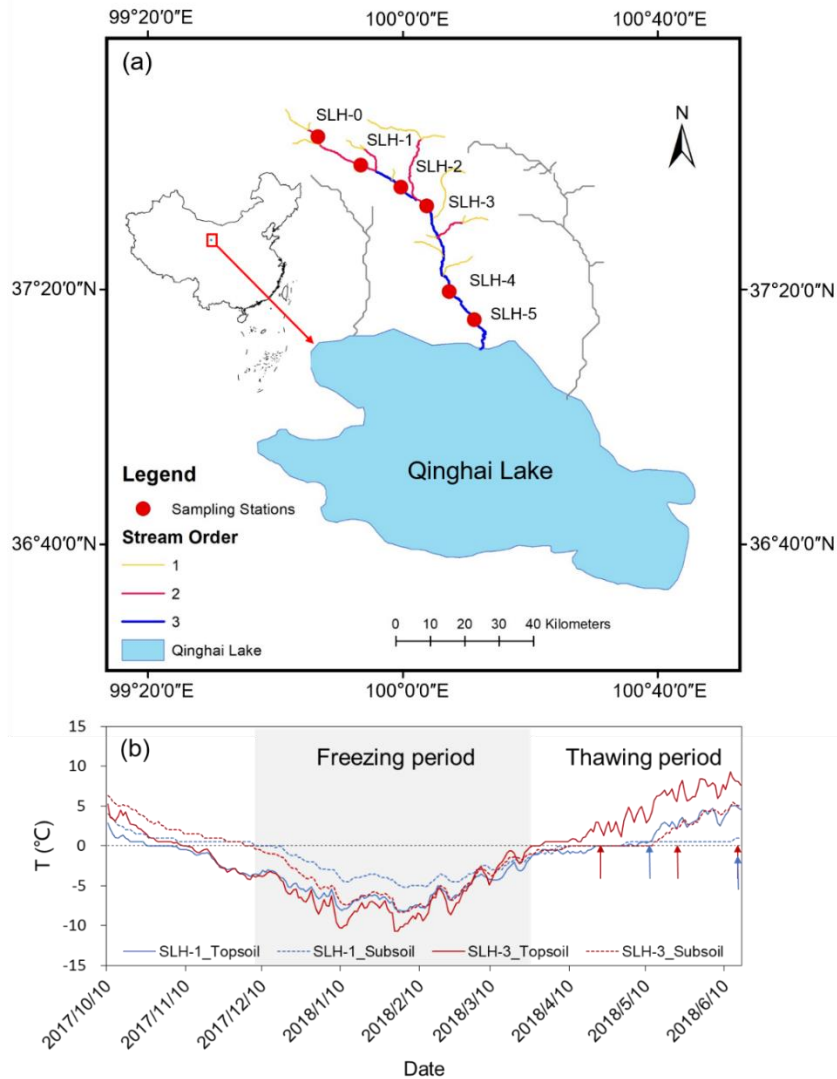 99°20′0″E 100°0′0″E 100°40′0″E
(a)
N
SLH-0
SLH-1
SLH-2
SLH-3
37°20′0″N 37°20′0″N
SLH-4
SLH-5
Legend
Qinghai Lake
Sampling Stations
Stream Order
36°40′0″N 36°40′0″N
1
2
0 10 20 30 40 Kilometers
3
Qinghai Lake
99°20′0″E 100°0′0″E 100°40′0″E
15
(b) Freezing period Thawing period
10
5
0
T (℃)
-5
-10
SLH-1_Topsoil SLH-1_Subsoil SLH-3_Topsoil SLH-3_Subsoil
-15
2017/10/10 2017/11/10 2017/12/10 2018/1/10 2018/2/10 2018/3/10 2018/4/10 2018/5/10 2018/6/10
Date